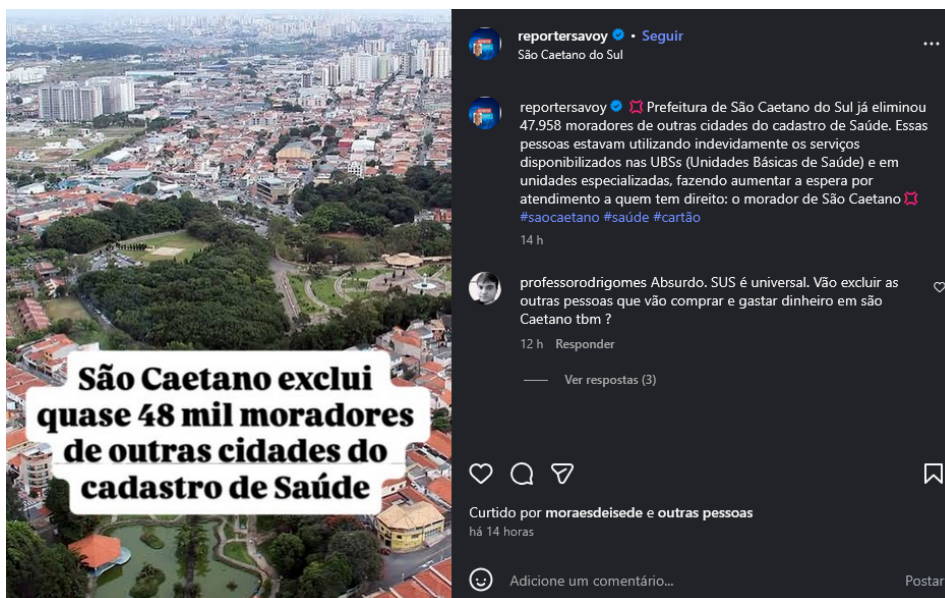 São Caetano exclui
quase 48 mil moradores
de outras cidades do
cadastro de Saúde
reportersavoy • Seguir
São Caetano do Sul
reportersavoy 💢 Prefeitura de São Caetano do Sul já eliminou
47.958 moradores de outras cidades do cadastro de Saúde. Essas
pessoas estavam utilizando indevidamente os serviços
disponibilizados nas UBSs (Unidades Básicas de Saúde) e em
unidades especializadas, fazendo aumentar a espera por
atendimento a quem tem direito: o morador de São Caetano 💢
#saocaetano #saúde #cartão
14 h
professorodrigomes Absurdo. SUS é universal. Vão excluir as
outras pessoas que vão comprar e gastar dinheiro em são
Caetano tbm ?
12 h Responder
Ver respostas (3)
Curtido por moraesdeisede e outras pessoas
há 14 horas
Adicione um comentário... Postar